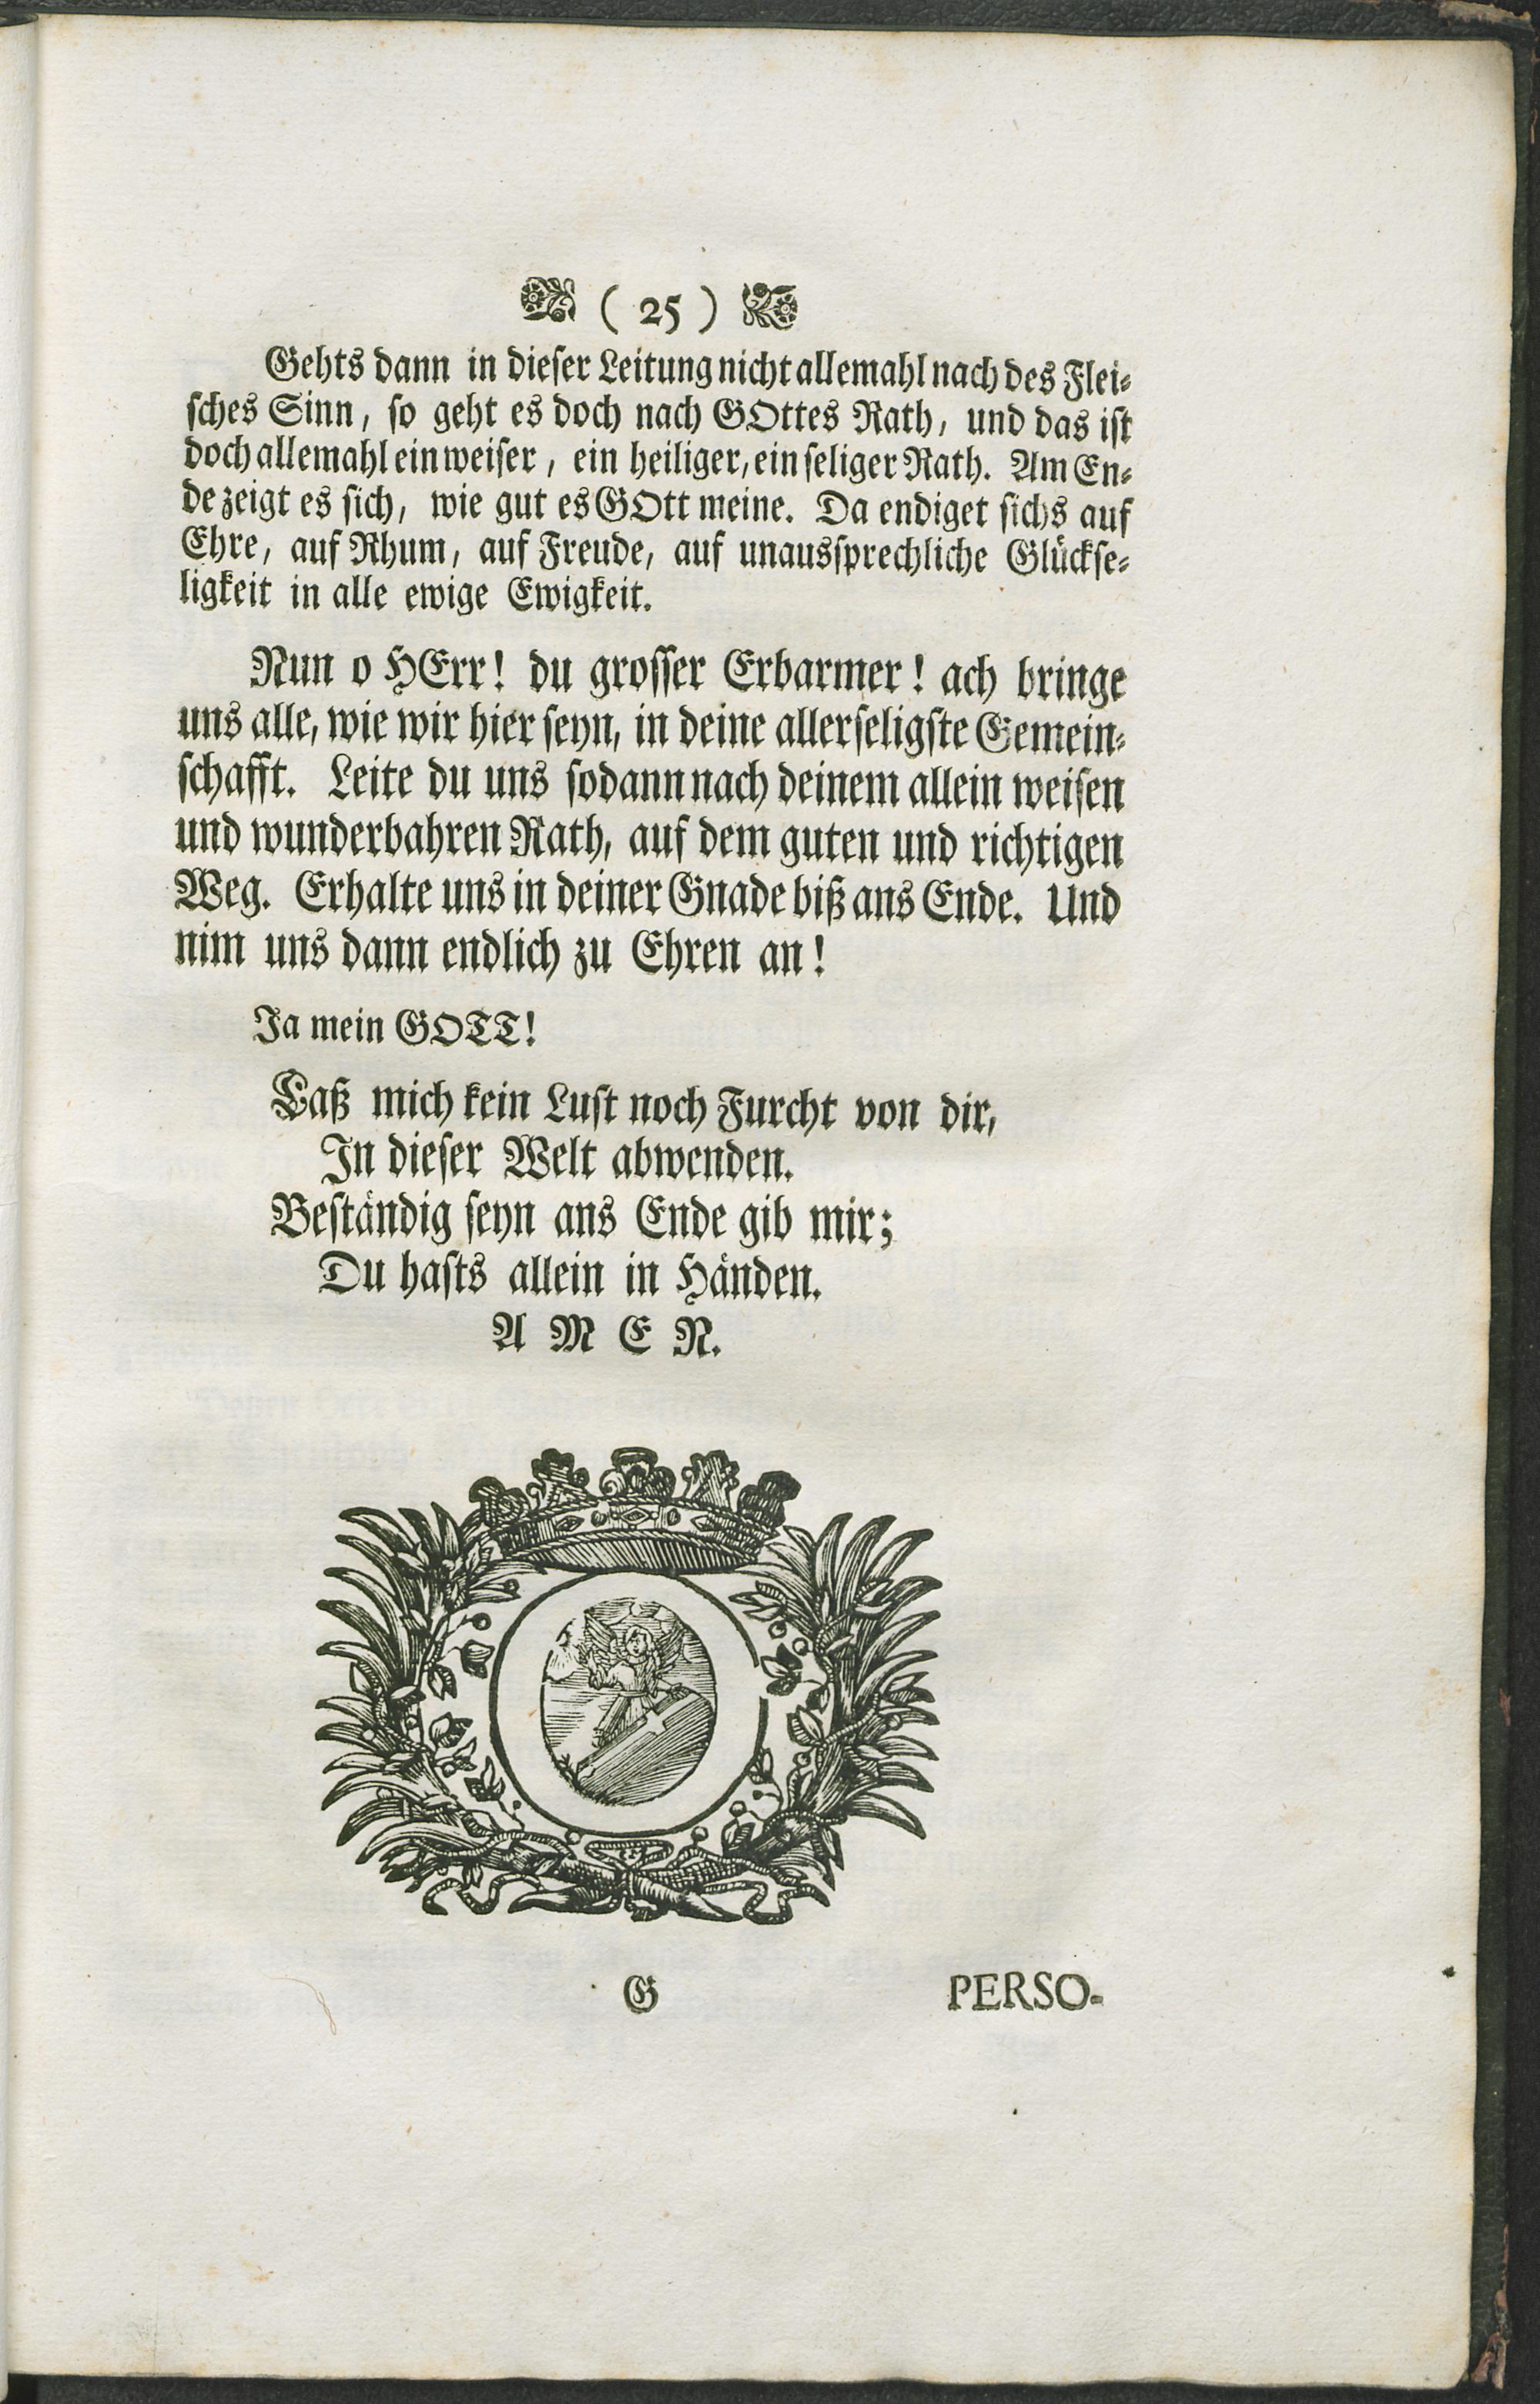 ( 25 )
Gehts dann in dieser Leitung nicht allemahl nach des Flei-
sches Sinn, so geht es doch nach GOttes Rath, und das ist
doch allemahl ein weiser, ein heiliger, ein seliger Rath. Am En-
de zeigt es sich, wie gut es GOtt meine. Da endiget sichs auf
Ehre, auf Rhum, auf Freude, auf unaussprechliche Glückse-
ligkeit in alle ewige Ewigkeit.
Nun o HErr! du grosser Erbarmer! ach bringe
uns alle, wie wir hier seyn, in deine allerseligste Gemein-
schafft. Leite du uns sodann nach deinem allein weisen
und wunderbahren Rath, auf dem guten und richtigen
Weg. Erhalte uns in deiner Gnade biß ans Ende. Und
nim uns dann endlich zu Ehren an!
Ja mein GOTT!
Laß mich kein Lust noch Furcht von dir,
In dieser Welt abwenden.
Beständig seyn ans Ende gib mir;
Du hasts allein in Händen.
A M E N.
G PERSO-